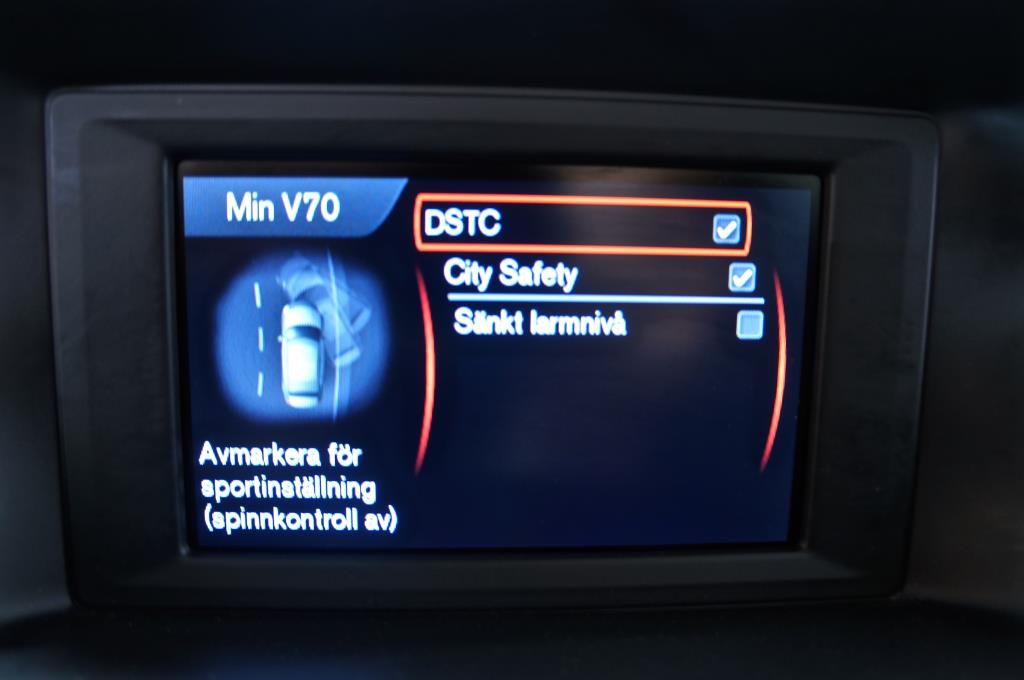 Min V70
DSTC
City Safety
Sänkt larmnivå
Avmarkera för
sportinställning
(spinnkontroll av)